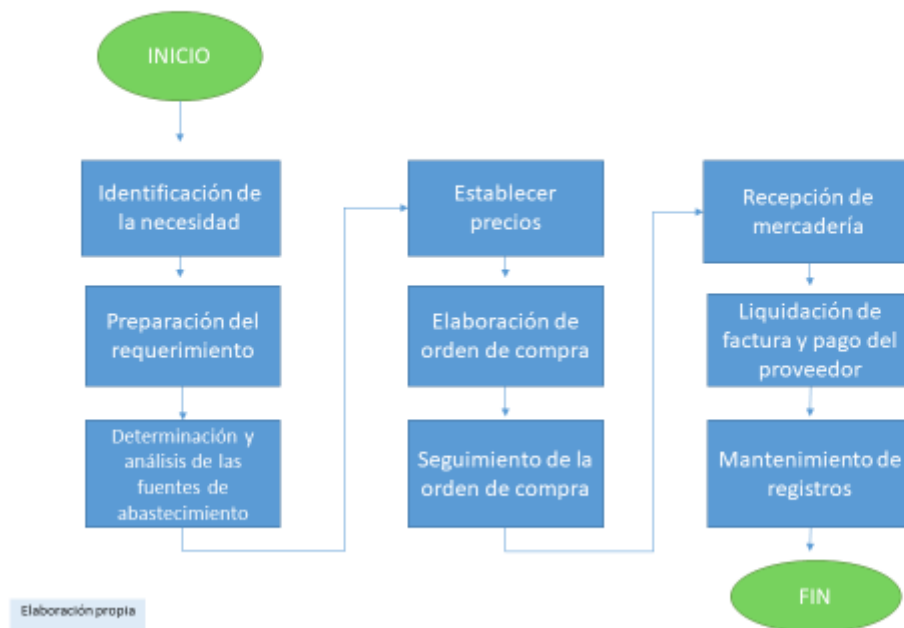 INICIO
Identificación de
la necesidad
Preparación del
requerimiento
Determinación y
análisis de las
fuentes de
abastecimiento
Establecer
precios
Elaboración de
orden de compra
Seguimiento de la
orden de compra
Recepción de
mercadería
Liquidación de
factura y pago del
proveedor
Mantenimiento de
registros
FIN
Elaboración propia